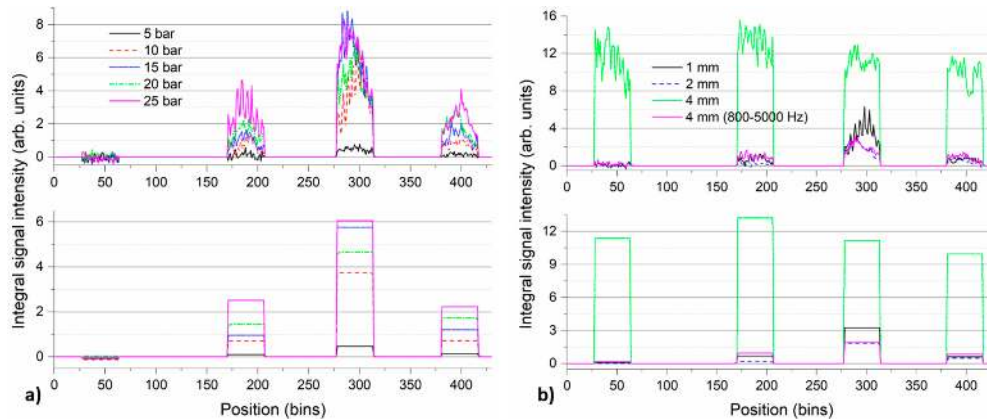 Integral signal intensity (arb. units)
8
6
4
2
0
5 bar
10 bar
15 bar
20 bar
25 bar
0 50 100 150 200 250 300 350 400
6
4
2
0
0 50 100 150 200 250 300 350 400
Position (bins)
a)
Integral signal intensity (arb. units)
16
12
8
4
0
1 mm
2 mm
4 mm
4 mm (800-5000 Hz)
0 50 100 150 200 250 300 350 400
12
9
6
3
0
0 50 100 150 200 250 300 350 400
Position (bins)
b)